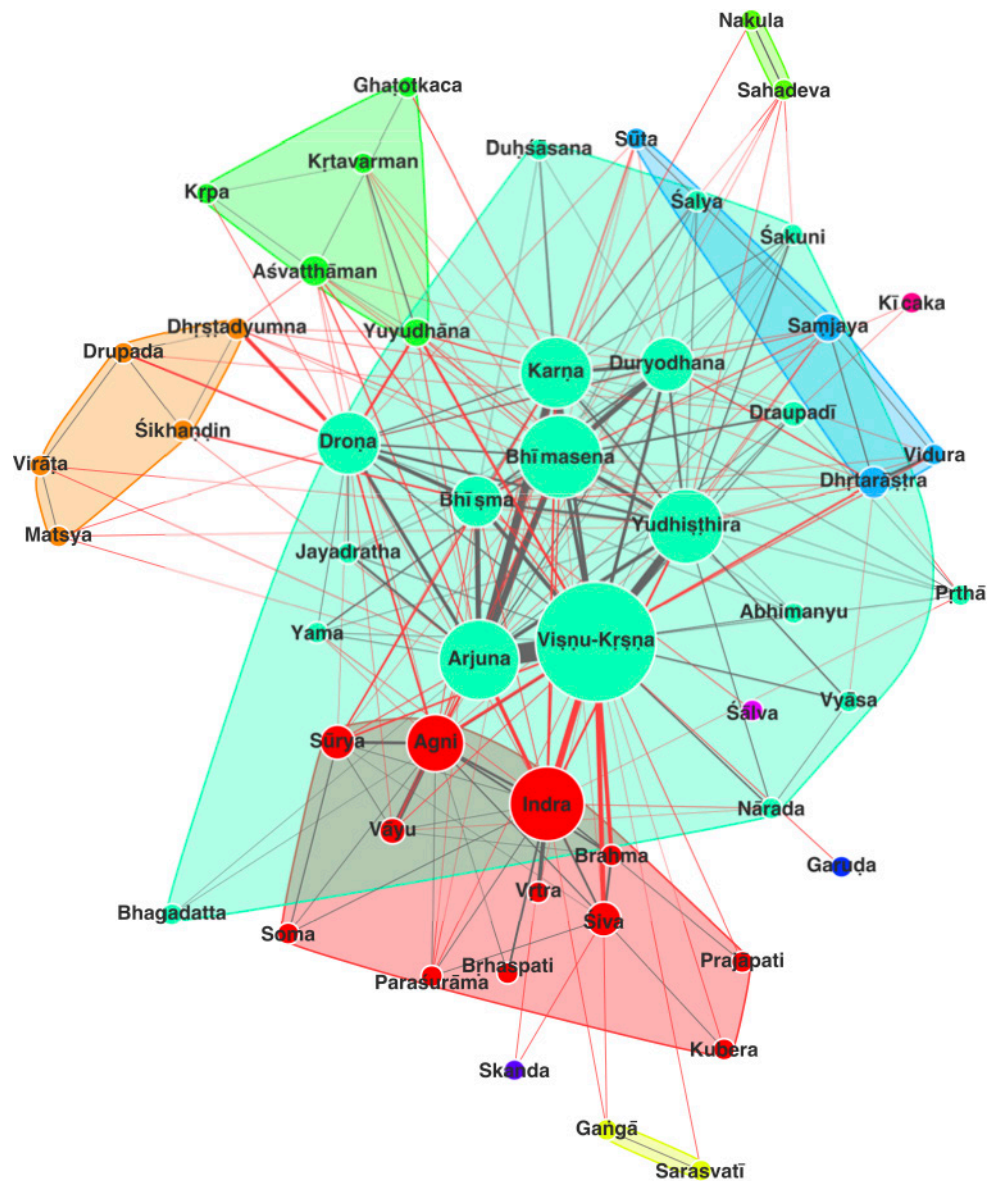 Nakula
Ghaṭotkaca
Sahadeva
Sūta
Duḥśāsana
Kṛtavarman
Kṛpa
Śalya
Śakuni
Aśvatthāman
Kīcaka
Dhṛṣṭadyumna
Yuyudhāna
Samjaya
Drupada
Karṇa
Duryodhana
Draupadī
Śikhaṇḍin
Droṇa
Bhīmasena
Vidura
Virāṭa
Dhṛtarāṣṭra
Bhīṣma
Yudhiṣṭhira
Matsya
Jayadratha
Pṛthā
Abhimanyu
Yama
Viṣṇu-Kṛṣṇa
Arjuna
Vyāsa
Śālva
Sūrya
Agni
Indra
Nārada
Vāyu
Brahma
Garuḍa
Vṛtra
Bhagadatta
Śiva
Soma
Prajāpati
Bṛhaspati
Paraśurāma
Kubera
Skanda
Gaṅgā
Sarasvatī